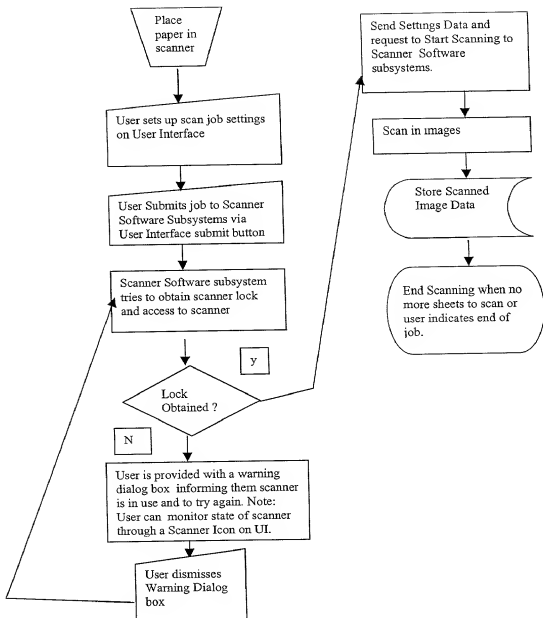 Place
paper in
scanner
User sets up scan job settings
on User Interface
User Submits job to Scanner
Software Subsystems via
User Interface submit button
Scanner Software subsystem
tries to obtain scanner lock
and access to scanner
y
Lock
Obtained ?
N
User is provided with a warning
dialog box informing them scanner
is in use and to try again. Note:
User can monitor state of scanner
through a Scanner Icon on UI.
User dismisses
Warning Dialog
box
Send Settings Data and
request to Start Scanning to
Scanner Software
subsystems.
Scan in images
Store Scanned
Image Data
End Scanning when no
more sheets to scan or
user indicates end of
job.